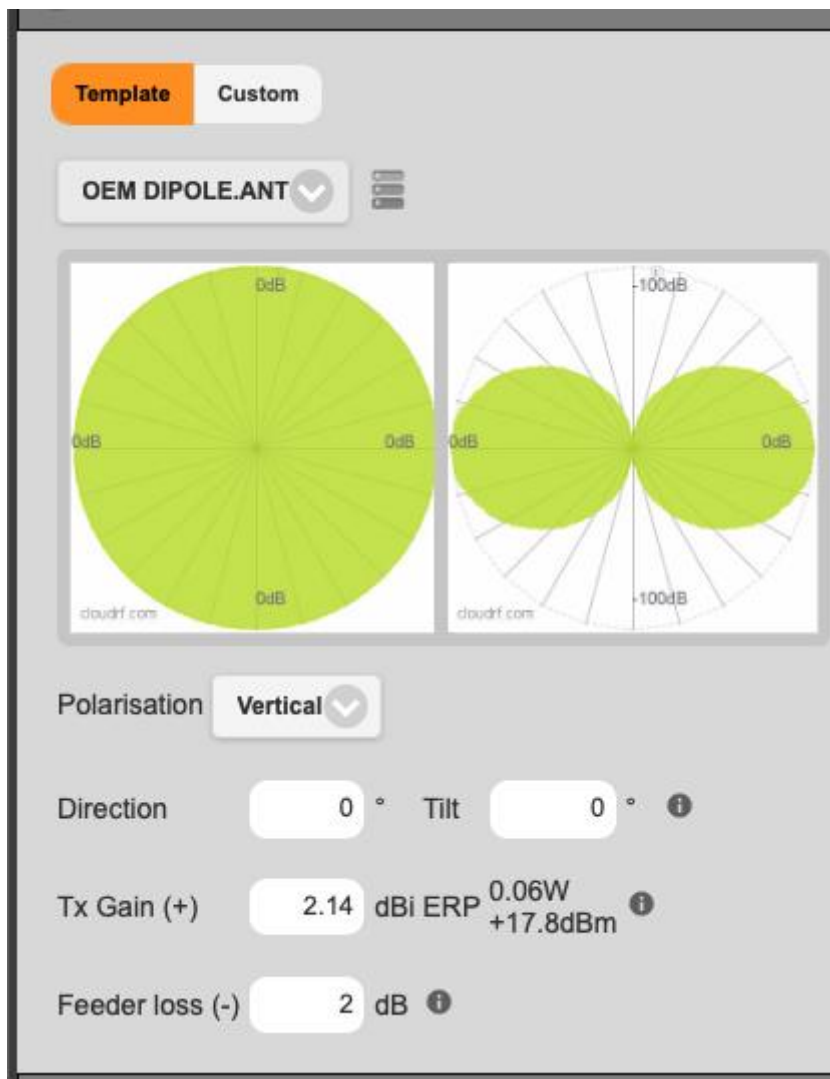 Template Custom
OEM DIPOLE.ANT
0dB -100dB
0dB 0dB 0dB 0dB
0dB -100dB
cloudrf.com cloudrf.com
Polarisation Vertical
Direction 0 ° Tilt 0 °
Tx Gain (+) 2.14 dBi ERP 0.06W
+17.8dBm
Feeder loss (-) 2 dB